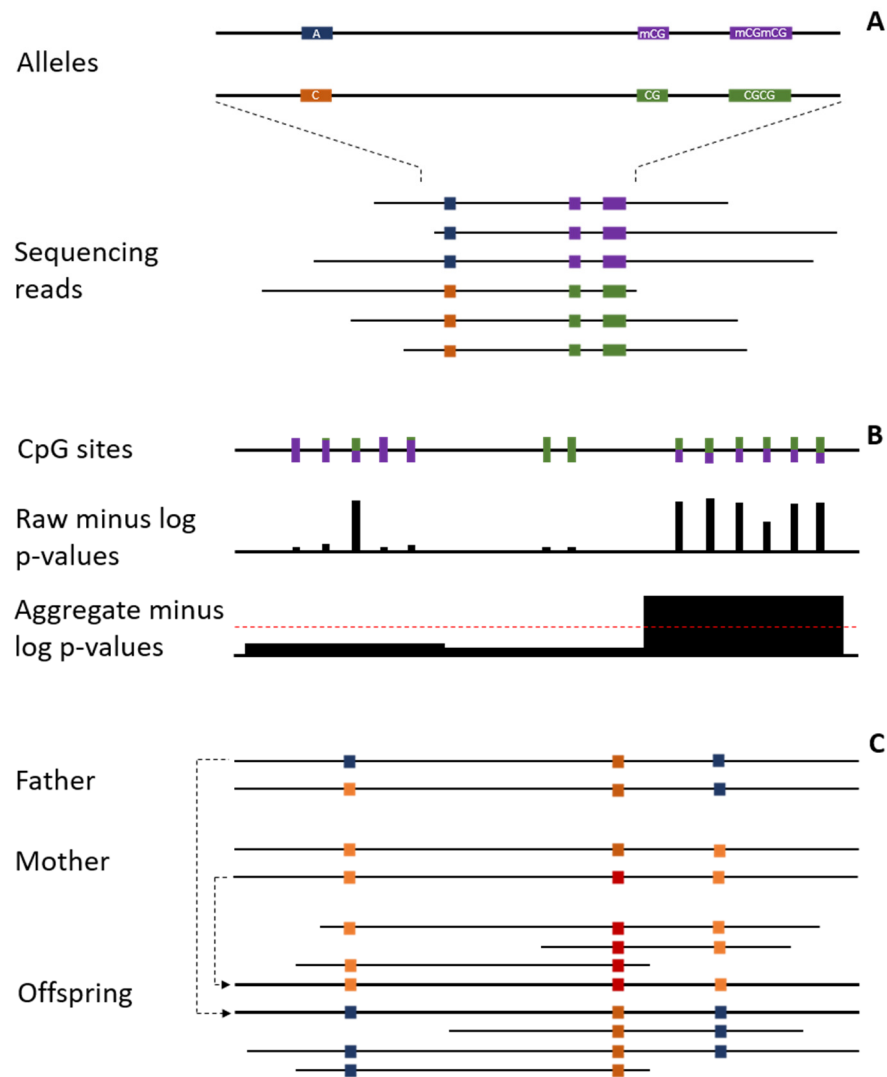 A
A
mCG
mCGmCG
Alleles
C
CG
CGCG
Sequencing
reads
B
CpG sites
Raw minus log
p-values
Aggregate minus
log p-values
C
Father
Mother
Offspring